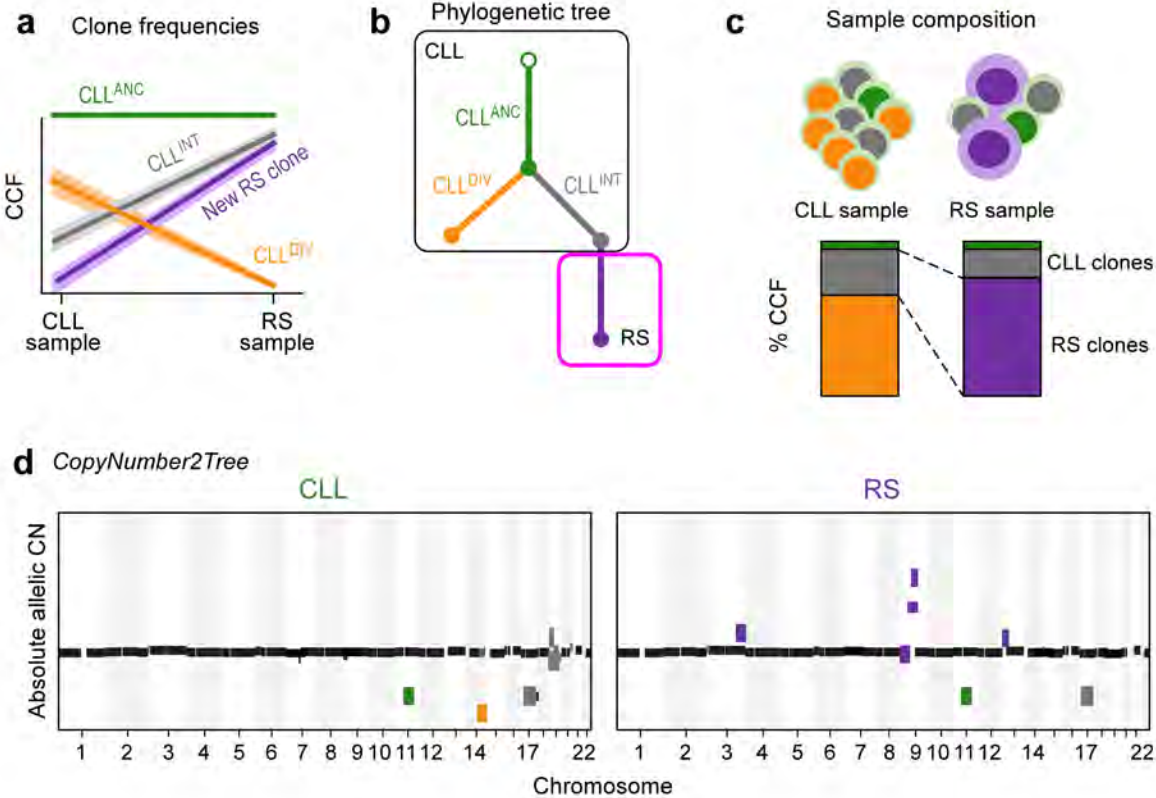 a
Clone frequencies
CLL^ANC
CLL^INT
New RS clone
CLL^DIV
CCF
CLL
sample
RS
sample
b
Phylogenetic tree
CLL
CLL^ANC
CLL^DIV
CLL^INT
RS
c
Sample composition
CLL sample
RS sample
% CCF
CLL clones
RS clones
d
CopyNumber2Tree
CLL
RS
Absolute allelic CN
1 2 3 4 5 6 7 8 9 10 11 12 14 17 22
1 2 3 4 5 6 7 8 9 10 11 12 14 17 22
Chromosome